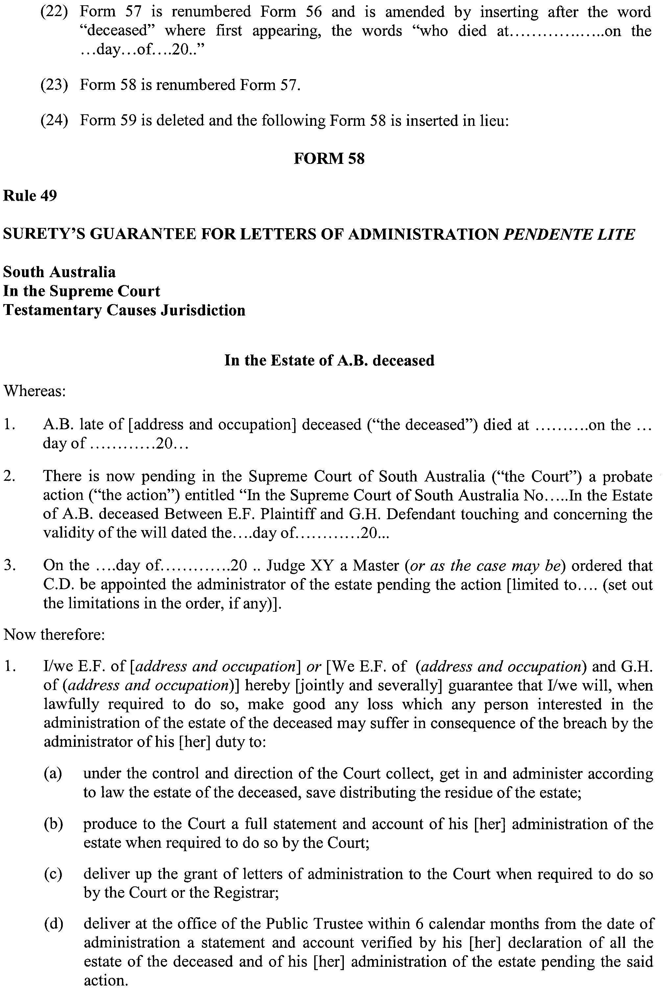 (22) Form 57 is renumbered Form 56 and is amended by inserting after the word
“deceased” where first appearing, the words “who died at...................on the
...day...of....20..”
(23) Form 58 is renumbered Form 57.
(24) Form 59 is deleted and the following Form 58 is inserted in lieu:
FORM 58
Rule 49
SURETY’S GUARANTEE FOR LETTERS OF ADMINISTRATION PENDENTE LITE
South Australia
In the Supreme Court
Testamentary Causes Jurisdiction
In the Estate of A.B. deceased
Whereas:
1. A.B. late of [address and occupation] deceased (“the deceased”) died at ..........on the ...
day of ............20...
2. There is now pending in the Supreme Court of South Australia (“the Court”) a probate
action (“the action”) entitled “In the Supreme Court of South Australia No.....In the Estate
of A.B. deceased Between E.F. Plaintiff and G.H. Defendant touching and concerning the
validity of the will dated the....day of............20...
3. On the ....day of.............20 .. Judge XY a Master (or as the case may be) ordered that
C.D. be appointed the administrator of the estate pending the action [limited to.... (set out
the limitations in the order, if any)].
Now therefore:
1. I/we E.F. of [address and occupation] or [We E.F. of (address and occupation) and G.H.
of (address and occupation)] hereby [jointly and severally] guarantee that I/we will, when
lawfully required to do so, make good any loss which any person interested in the
administration of the estate of the deceased may suffer in consequence of the breach by the
administrator of his [her] duty to:
(a) under the control and direction of the Court collect, get in and administer according
to law the estate of the deceased, save distributing the residue of the estate;
(b) produce to the Court a full statement and account of his [her] administration of the
estate when required to do so by the Court;
(c) deliver up the grant of letters of administration to the Court when required to do so
by the Court or the Registrar;
(d) deliver at the office of the Public Trustee within 6 calendar months from the date of
administration a statement and account verified by his [her] declaration of all the
estate of the deceased and of his [her] administration of the estate pending the said
action.